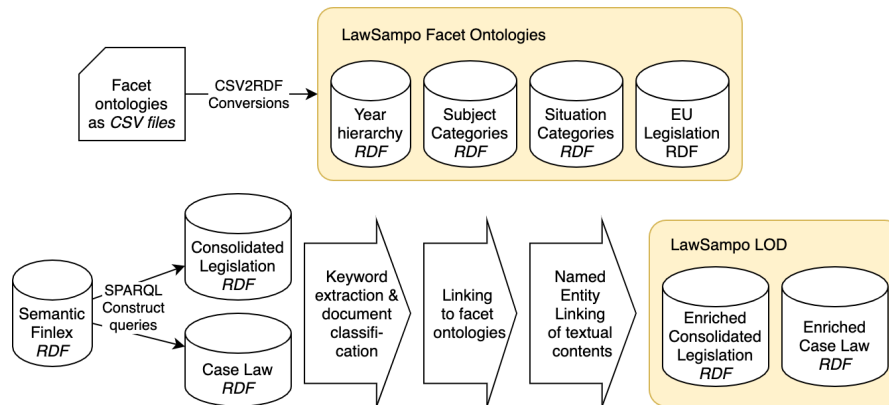 LawSampo Facet Ontologies
Facet
ontologies
as CSV files
CSV2RDF
Conversions
Year
hierarchy
RDF
Subject
Categories
RDF
Situation
Categories
RDF
EU
Legislation
RDF
Semantic
Finlex
RDF
SPARQL
Construct
queries
Consolidated
Legislation
RDF
Case Law
RDF
Keyword
extraction &
document
classifi-
cation
Linking
to facet
ontologies
Named
Entity
Linking
of textual
contents
LawSampo LOD
Enriched
Consolidated
Legislation
RDF
Enriched
Case Law
RDF